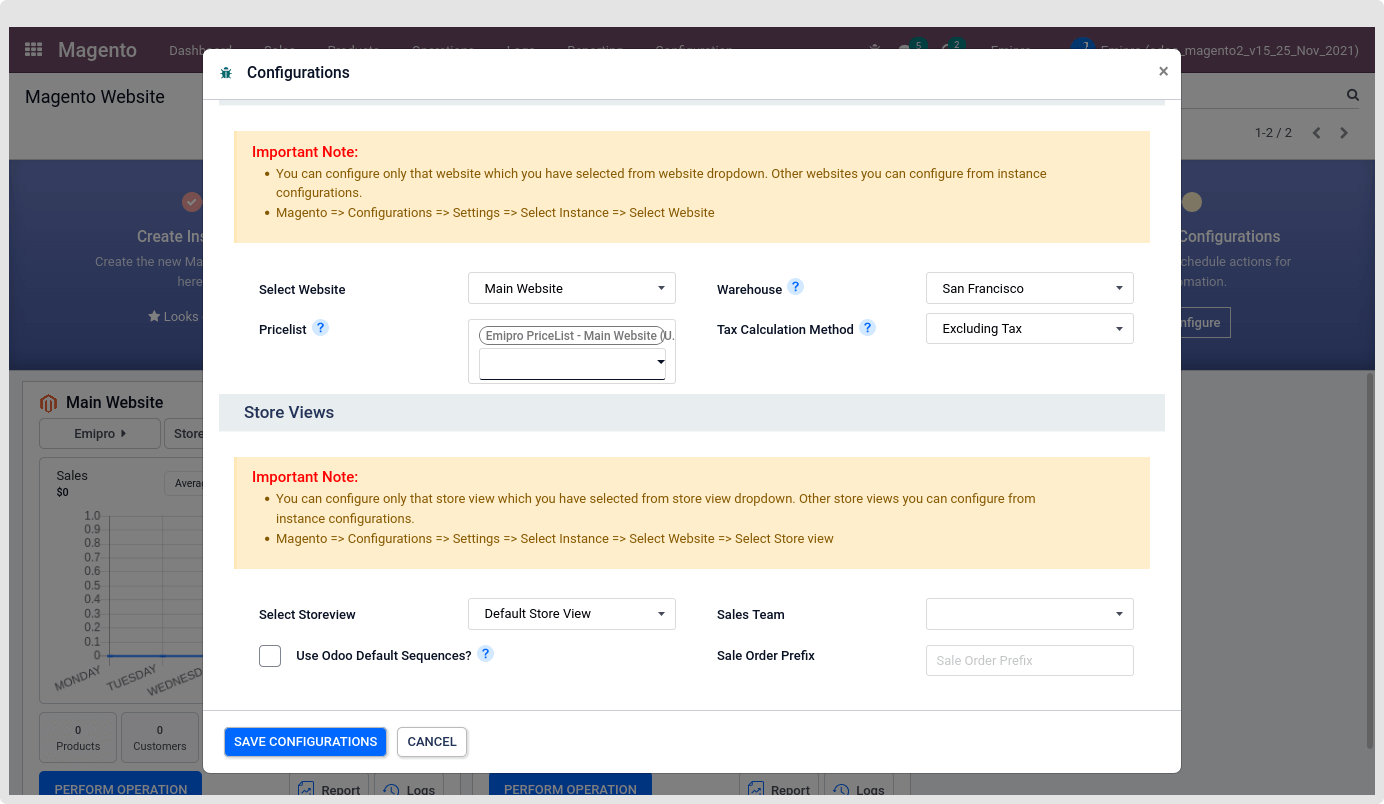 Magento
5
2
Emipro (odoo_magento2_v15_25_Nov_2021)
Configurations
×
Magento Website
1-2 / 2
Important Note:
You can configure only that website which you have selected from website dropdown. Other websites you can configure from instance
configurations.
Magento => Configurations => Settings => Select Instance => Select Website
Create Ins
Configurations
Create the new Ma
chedule actions for
here
mation.
Looks
nfigure
Select Website
Main Website
Warehouse ?
San Francisco
Pricelist ?
Emipro PriceList - Main Website (U.
Tax Calculation Method ?
Excluding Tax
Store Views
Main Website
Emipro
Store
Important Note:
You can configure only that store view which you have selected from store view dropdown. Other store views you can configure from
instance configurations.
Magento => Configurations => Settings => Select Instance => Select Website => Select Store view
Sales
$0
Avera
1.0
0.9
0.8
0.7
0.6
0.5
0.4
0.3
0.2
0.1
0
MONDAY
TUESDAY
WEDNESD
Select Storeview
Default Store View
Sales Team
Use Odoo Default Sequences? ?
Sale Order Prefix
Sale Order Prefix
0
Products
0
Customers
SAVE CONFIGURATIONS
CANCEL
PERFORM OPERATION
Report
Logs
PERFORM OPERATION
Report
Logs